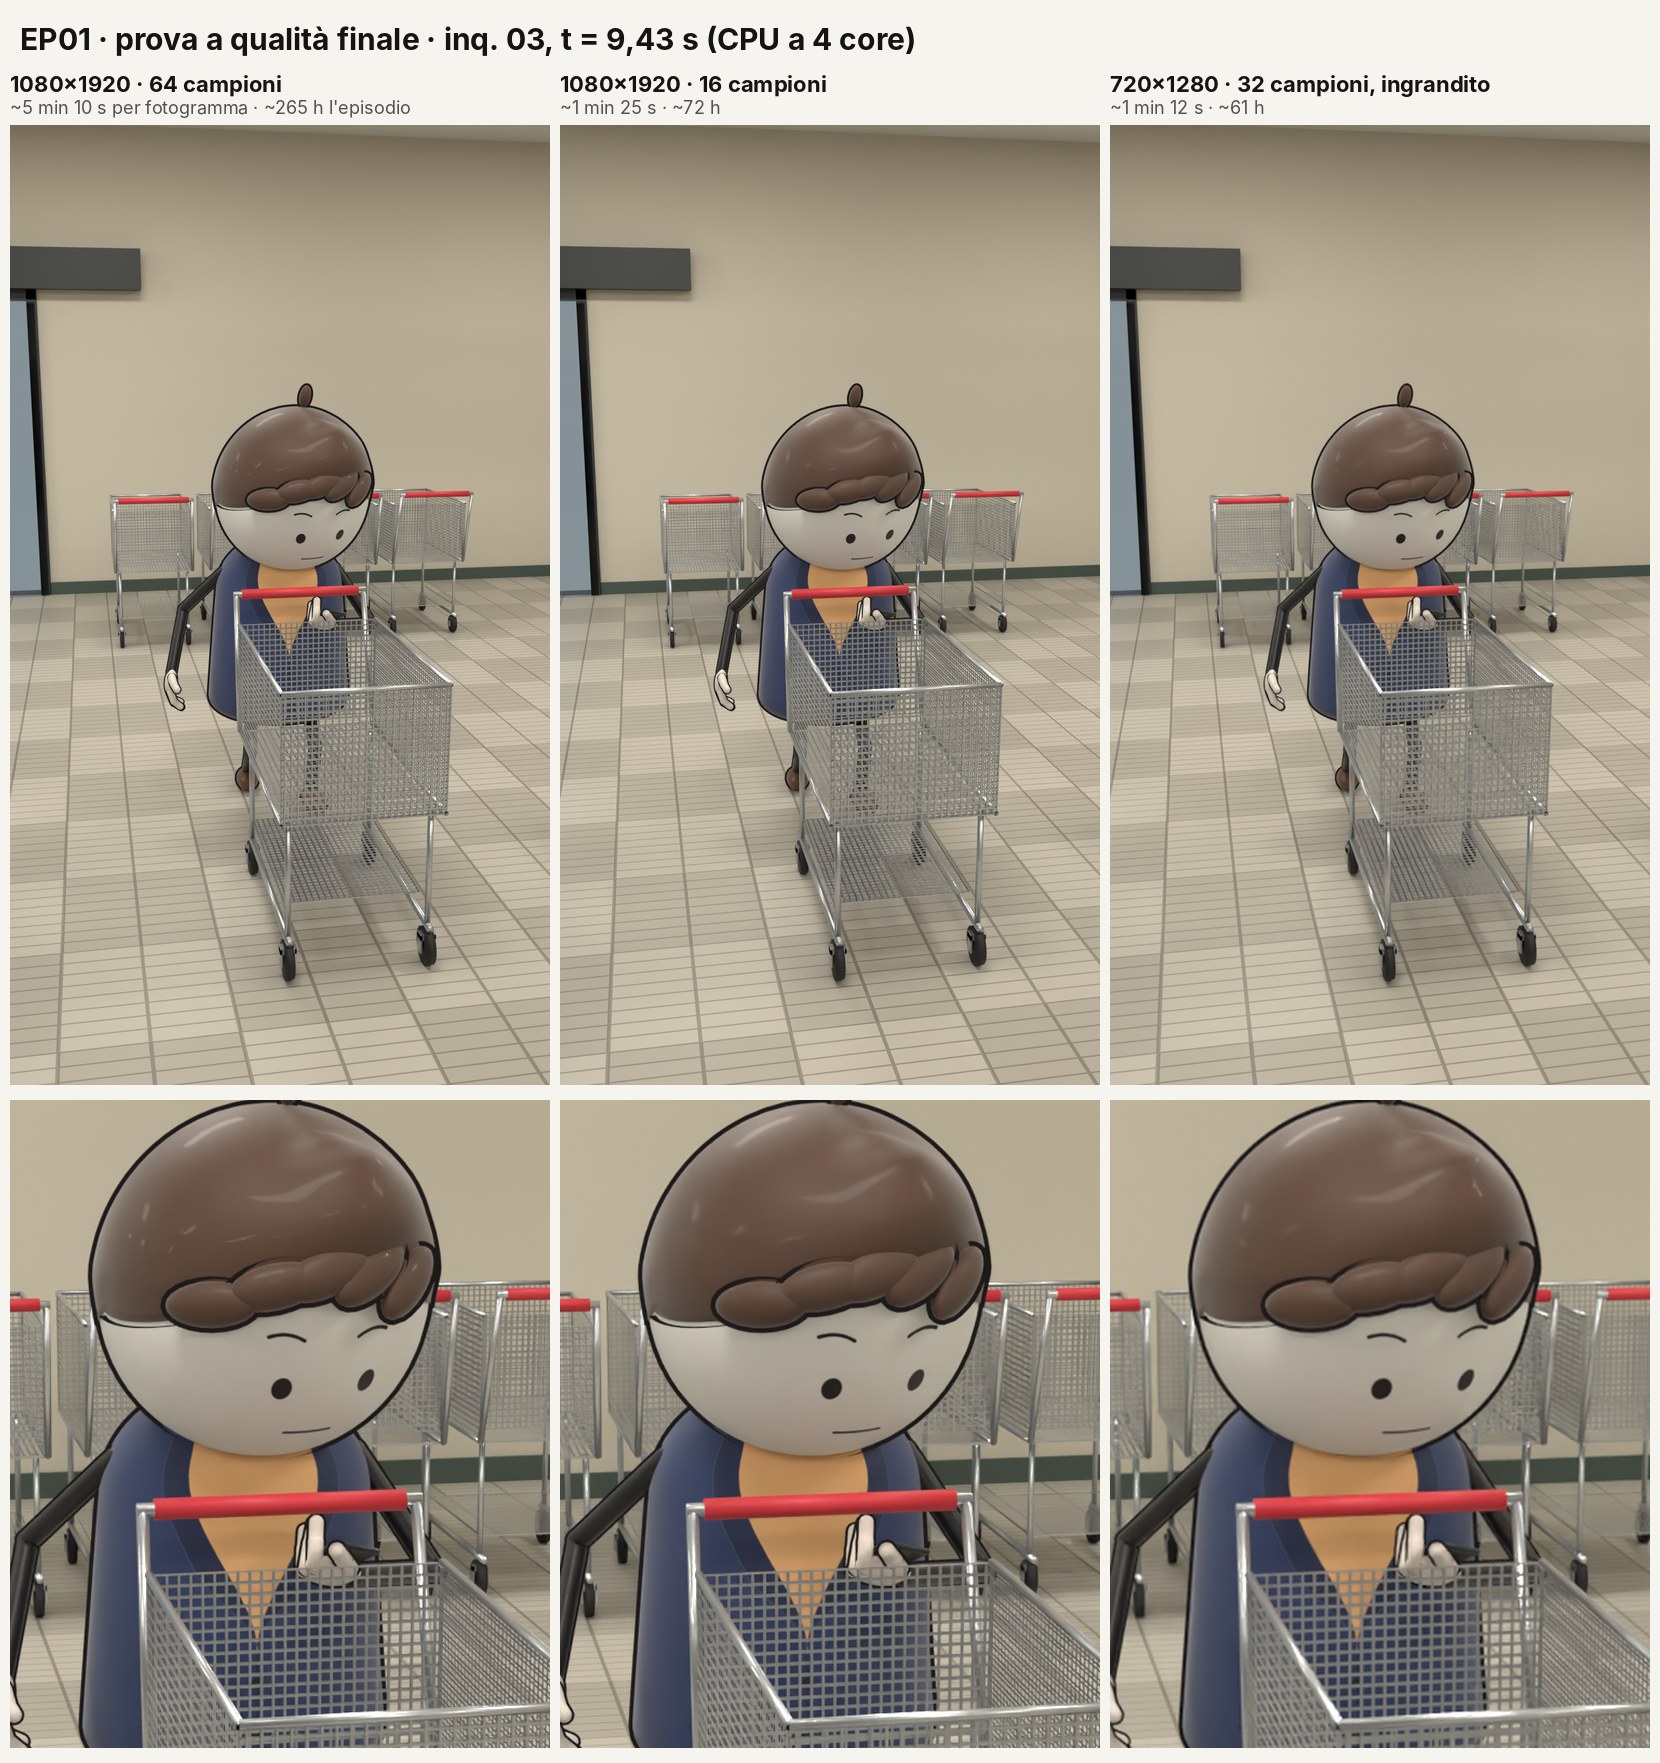 EP01 · prova a qualità finale · inq. 03, t = 9,43 s (CPU a 4 core)
1080×1920 · 64 campioni
~5 min 10 s per fotogramma · ~265 h l'episodio
1080×1920 · 16 campioni
~1 min 25 s · ~72 h
720×1280 · 32 campioni, ingrandito
~1 min 12 s · ~61 h